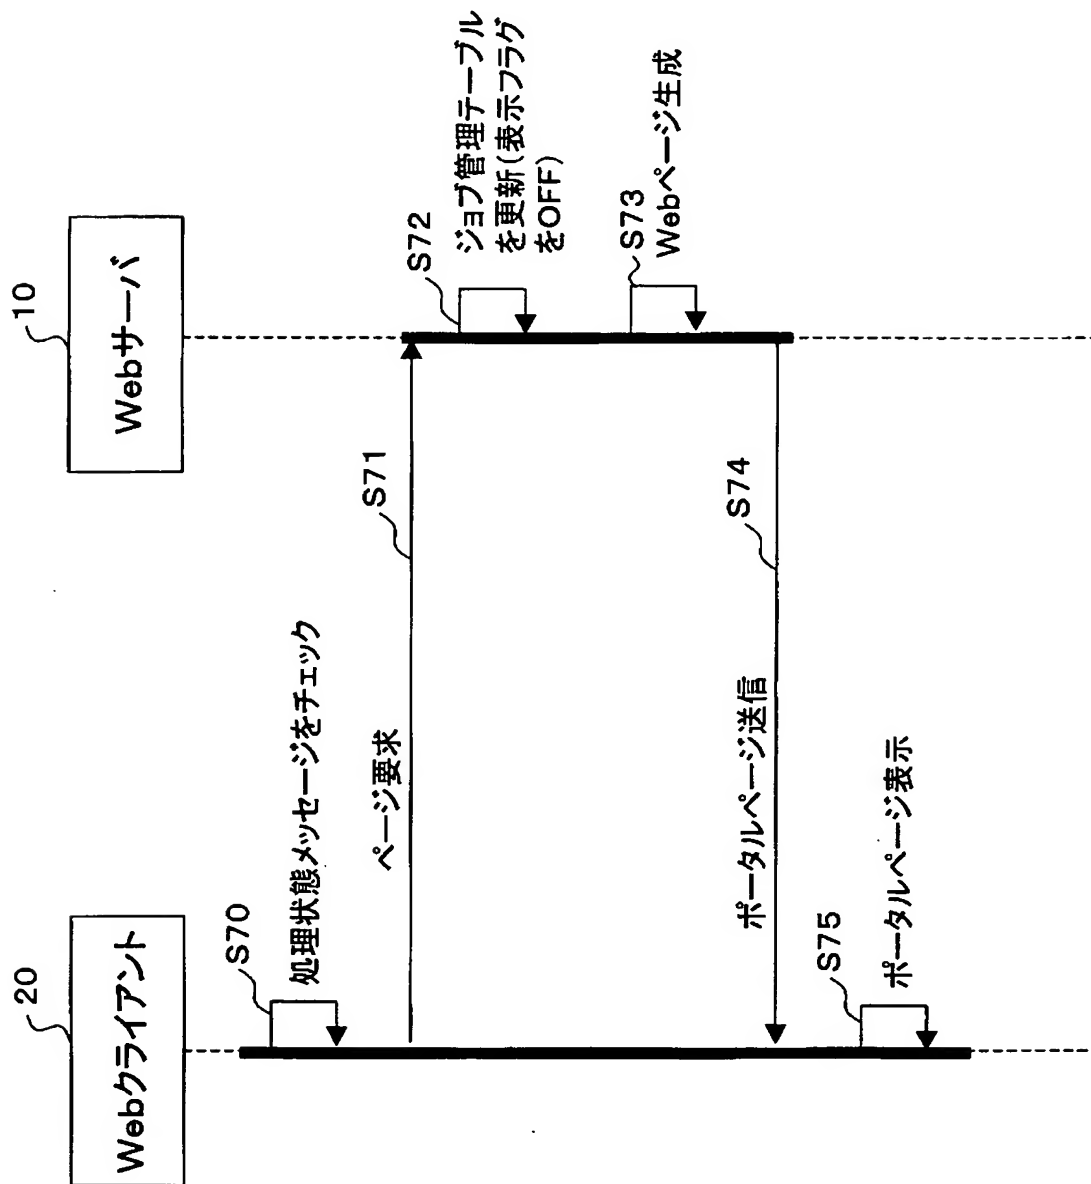 20
Webクライアント
10
Webサーバ
S70
処理状態メッセージをチェック
ページ要求
S71
S72
ジョブ管理テーブル
を更新(表示フラグ
をOFF)
S73
Webページ生成
ポータルページ送信
S74
S75
ポータルページ表示